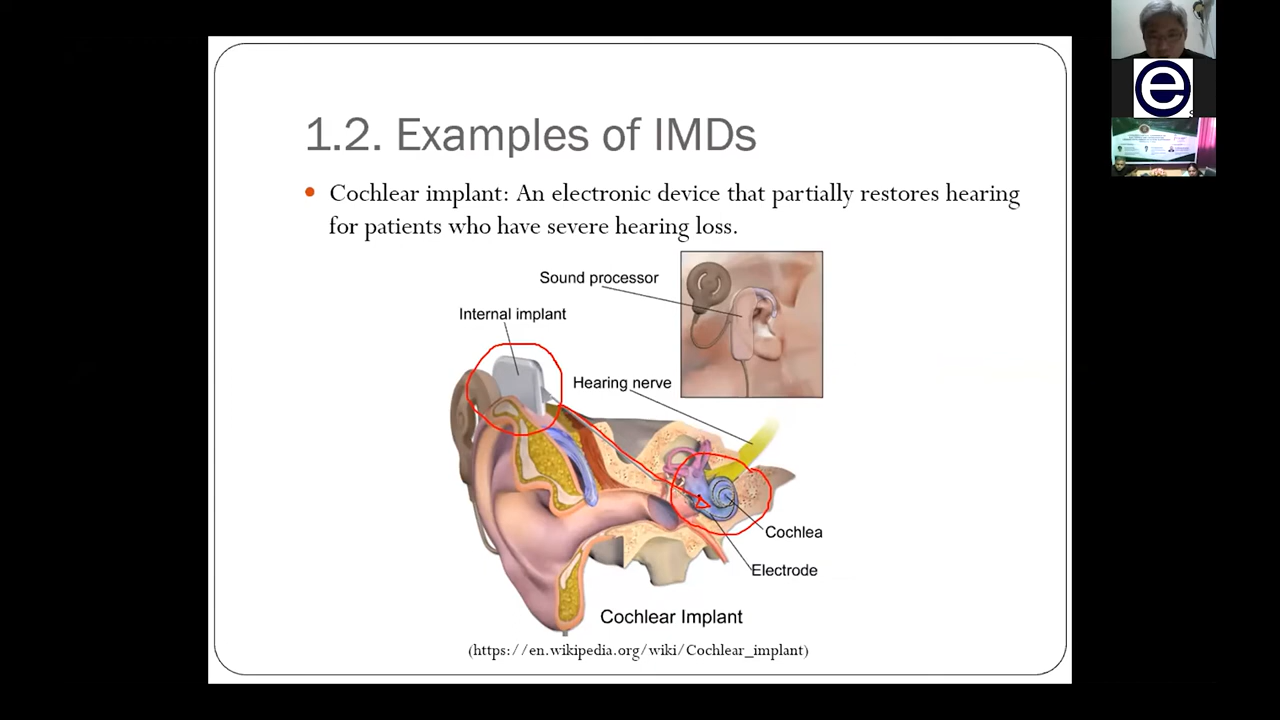 1.2. Examples of IMDs
Cochlear implant: An electronic device that partially restores hearing
for patients who have severe hearing loss.
Sound processor
Internal implant
Hearing nerve
Cochlea
Electrode
Cochlear Implant
(https://en.wikipedia.org/wiki/Cochlear_implant)
e